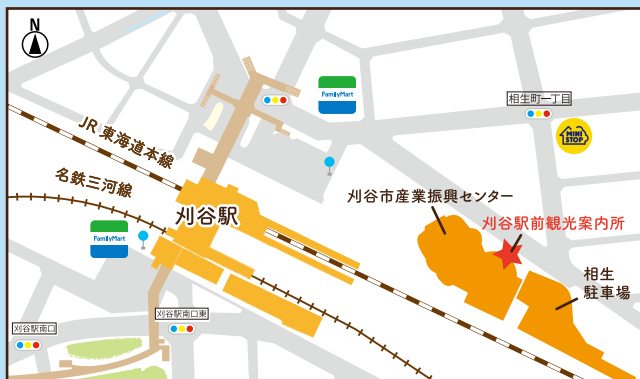 N
FamilyMart
相生町一丁目
MINI
STOP
JR 東海道本線
名鉄三河線
刈谷駅
刈谷市産業振興センター
刈谷駅前観光案内所
FamilyMart
相生
駐車場
刈谷駅南口
刈谷駅南口東